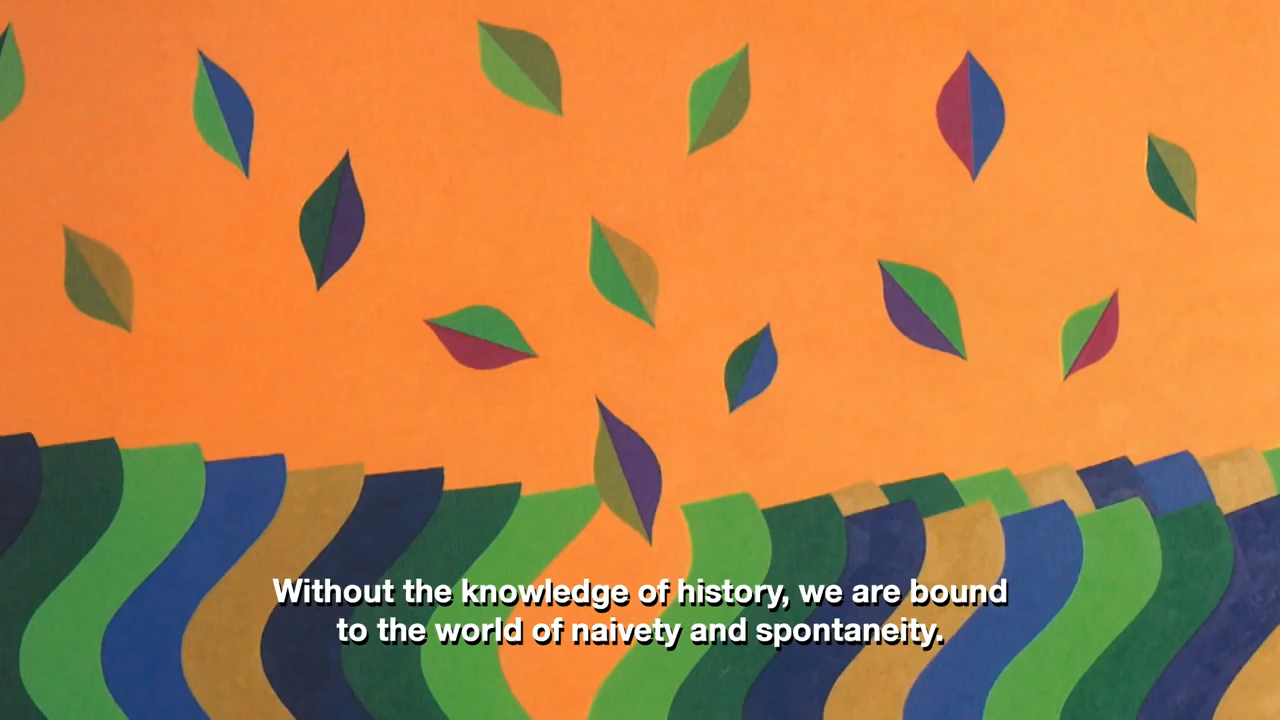 Without the knowledge of history, we are bound
to the world of naivety and spontaneity.